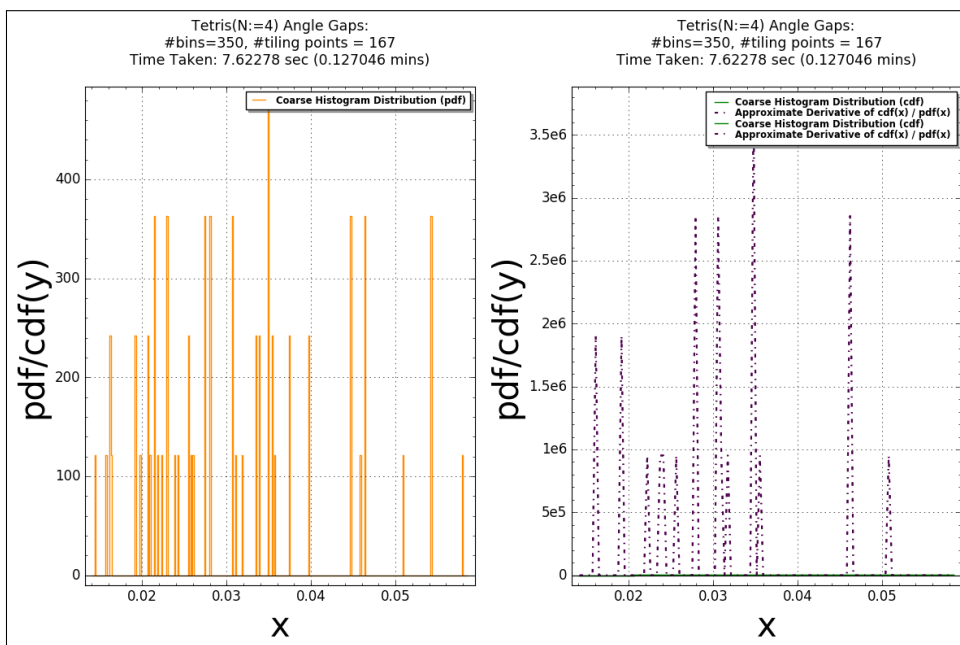 Tetris(N:=4) Angle Gaps:
#bins=350, #tiling points = 167
Time Taken: 7.62278 sec (0.127046 mins)
Coarse Histogram Distribution (pdf)
400
300
200
100
0
0.02 0.03 0.04 0.05
pdf/cdf(y)
x
Tetris(N:=4) Angle Gaps:
#bins=350, #tiling points = 167
Time Taken: 7.62278 sec (0.127046 mins)
Coarse Histogram Distribution (cdf)
Approximate Derivative of cdf(x) / pdf(x)
Coarse Histogram Distribution (cdf)
Approximate Derivative of cdf(x) / pdf(x)
3.5e6
3e6
2.5e6
2e6
1.5e6
1e6
5e5
0
0.02 0.03 0.04 0.05
pdf/cdf(y)
x